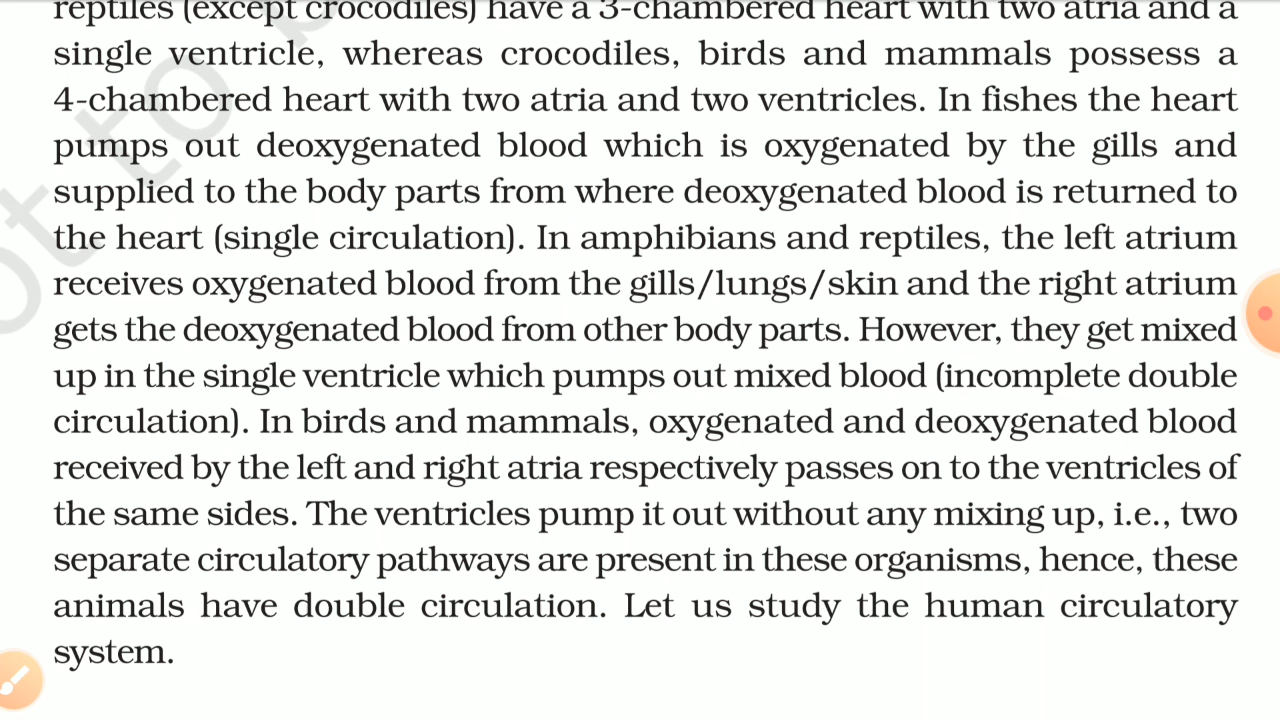 reptiles (except crocodiles) have a 3-chambered heart with two atria and a
single ventricle, whereas crocodiles, birds and mammals possess a
4-chambered heart with two atria and two ventricles. In fishes the heart
pumps out deoxygenated blood which is oxygenated by the gills and
supplied to the body parts from where deoxygenated blood is returned to
the heart (single circulation). In amphibians and reptiles, the left atrium
receives oxygenated blood from the gills/lungs/skin and the right atrium
gets the deoxygenated blood from other body parts. However, they get mixed
up in the single ventricle which pumps out mixed blood (incomplete double
circulation). In birds and mammals, oxygenated and deoxygenated blood
received by the left and right atria respectively passes on to the ventricles of
the same sides. The ventricles pump it out without any mixing up, i.e., two
separate circulatory pathways are present in these organisms, hence, these
animals have double circulation. Let us study the human circulatory
system.